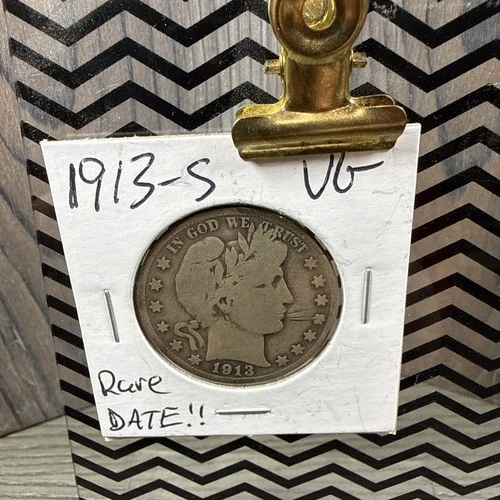 1913-S VG
IN GOD WE TRUST
1913
Rare
DATE!!